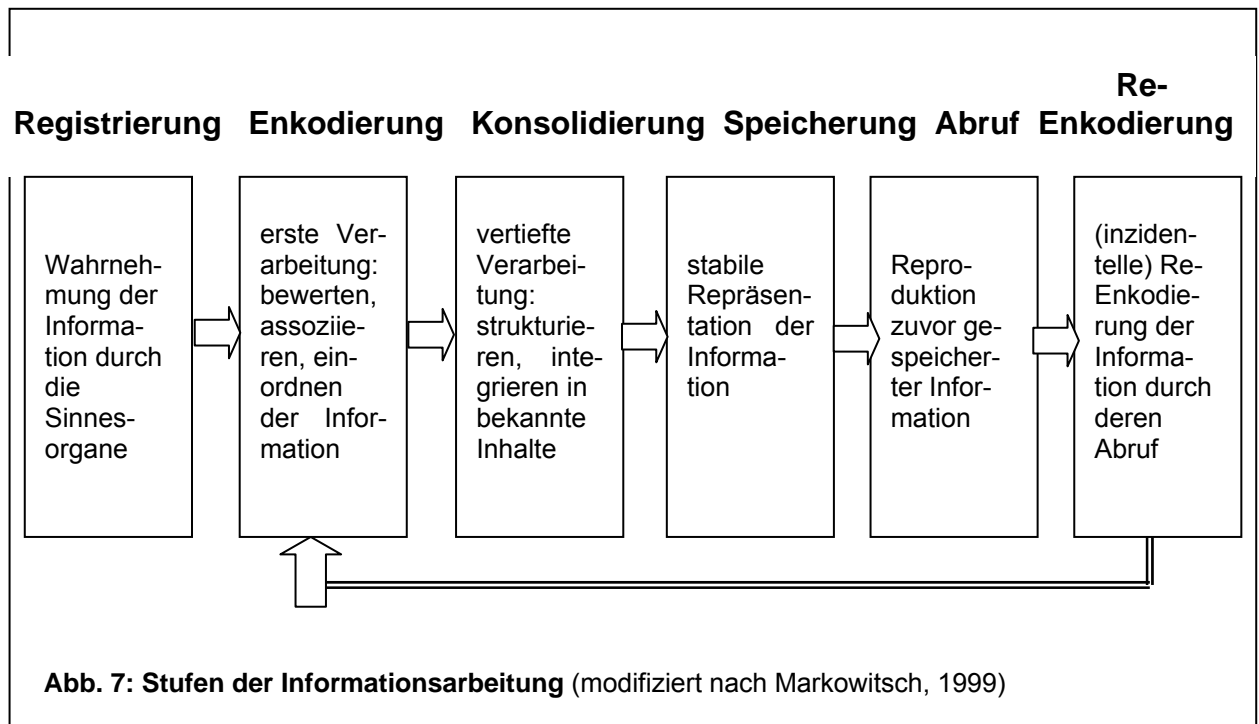 Re-
Registrierung Enkodierung Konsolidierung Speicherung Abruf Enkodierung
Wahrneh-
mung der
Informa-
tion durch
die
Sinnes-
organe
erste Ver-
arbeitung:
bewerten,
assoziie-
ren, ein-
ordnen
der Infor-
mation
vertiefte
Verarbei-
tung:
strukturie-
ren, inte-
grieren in
bekannte
Inhalte
stabile
Repräsen-
tation der
Informa-
tion
Repro-
duktion
zuvor ge-
speicher-
ter Infor-
mation
(inziden-
telle) Re-
Enkodie-
rung der
Informa-
tion durch
deren
Abruf
Abb. 7: Stufen der Informationsarbeitung (modifiziert nach Markowitsch, 1999)